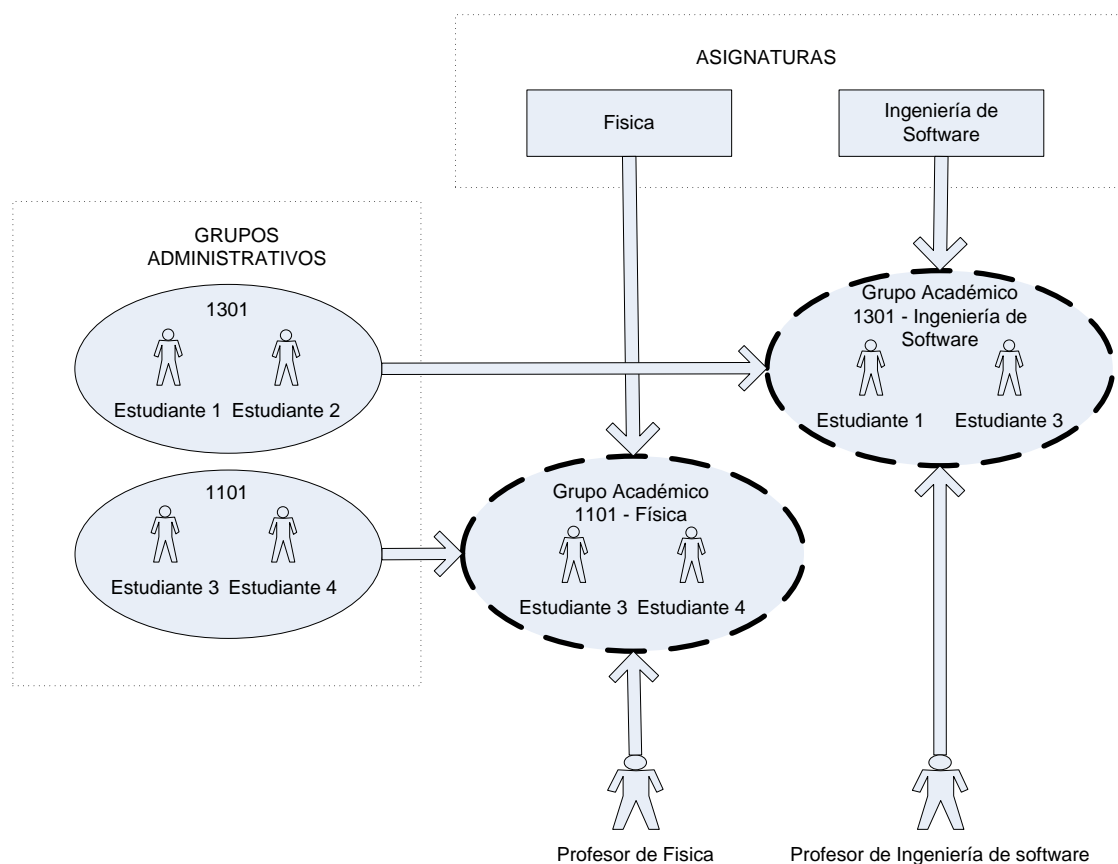 ASIGNATURAS
Fisica
Ingeniería de
Software
GRUPOS
ADMINISTRATIVOS
1301
Estudiante 1
Estudiante 2
Grupo Académico
1301 - Ingeniería de
Software
Estudiante 1
Estudiante 3
1101
Estudiante 3
Estudiante 4
Grupo Académico
1101 - Física
Estudiante 3
Estudiante 4
Profesor de Fisica
Profesor de Ingeniería de software